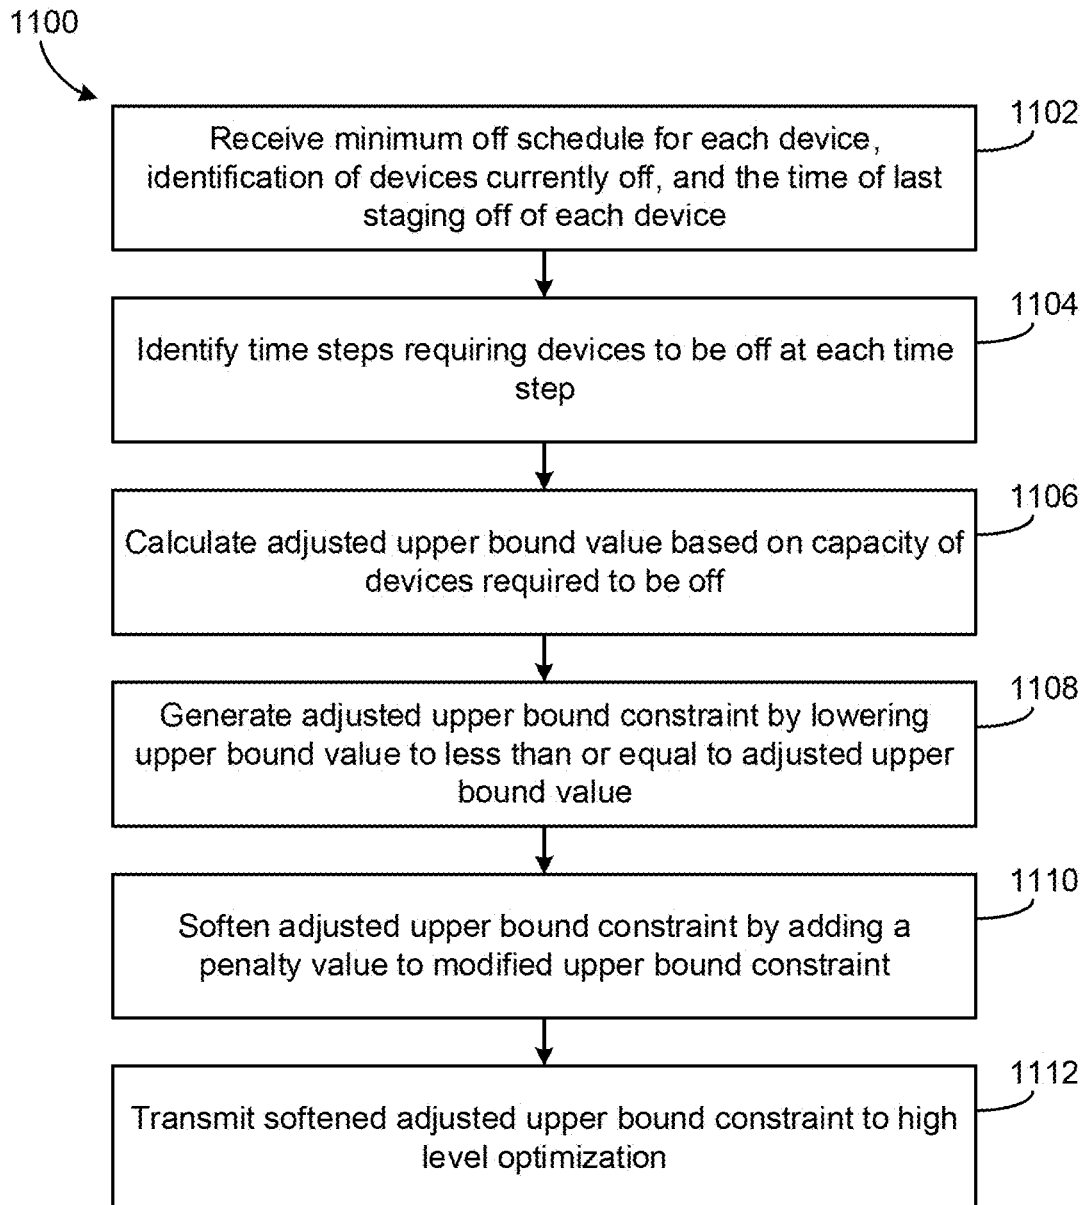 1100
1102
Receive minimum off schedule for each device,
identification of devices currently off, and the time of last
staging off of each device
1104
Identify time steps requiring devices to be off at each time
step
1106
Calculate adjusted upper bound value based on capacity of
devices required to be off
1108
Generate adjusted upper bound constraint by lowering
upper bound value to less than or equal to adjusted upper
bound value
1110
Soften adjusted upper bound constraint by adding a
penalty value to modified upper bound constraint
1112
Transmit softened adjusted upper bound constraint to high
level optimization